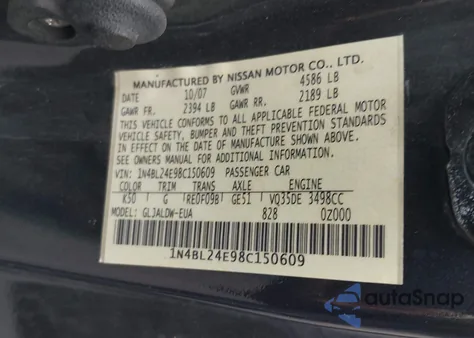 MANUFACTURED BY NISSAN MOTOR CO., LTD.
DATE 10/07 GVWR 4586 LB
GAWR FR. 2394 LB GAWR RR. 2189 LB
THIS VEHICLE CONFORMS TO ALL APPLICABLE FEDERAL MOTOR
VEHICLE SAFETY, BUMPER AND THEFT PREVENTION STANDARDS
IN EFFECT ON THE DATE OF MANUFACTURE SHOWN ABOVE.
SEE OWNERS MANUAL FOR ADDITIONAL INFORMATION.
VIN: 1N4BL24E98C150609 PASSENGER CAR
COLOR TRIM TRANS AXLE ENGINE
K50 G RE0F09B GE51 VQ35DE 3498CC
MODEL: GLJALDW-EUA 828 0Z000
1N4BL24E98C150609
autoSnap